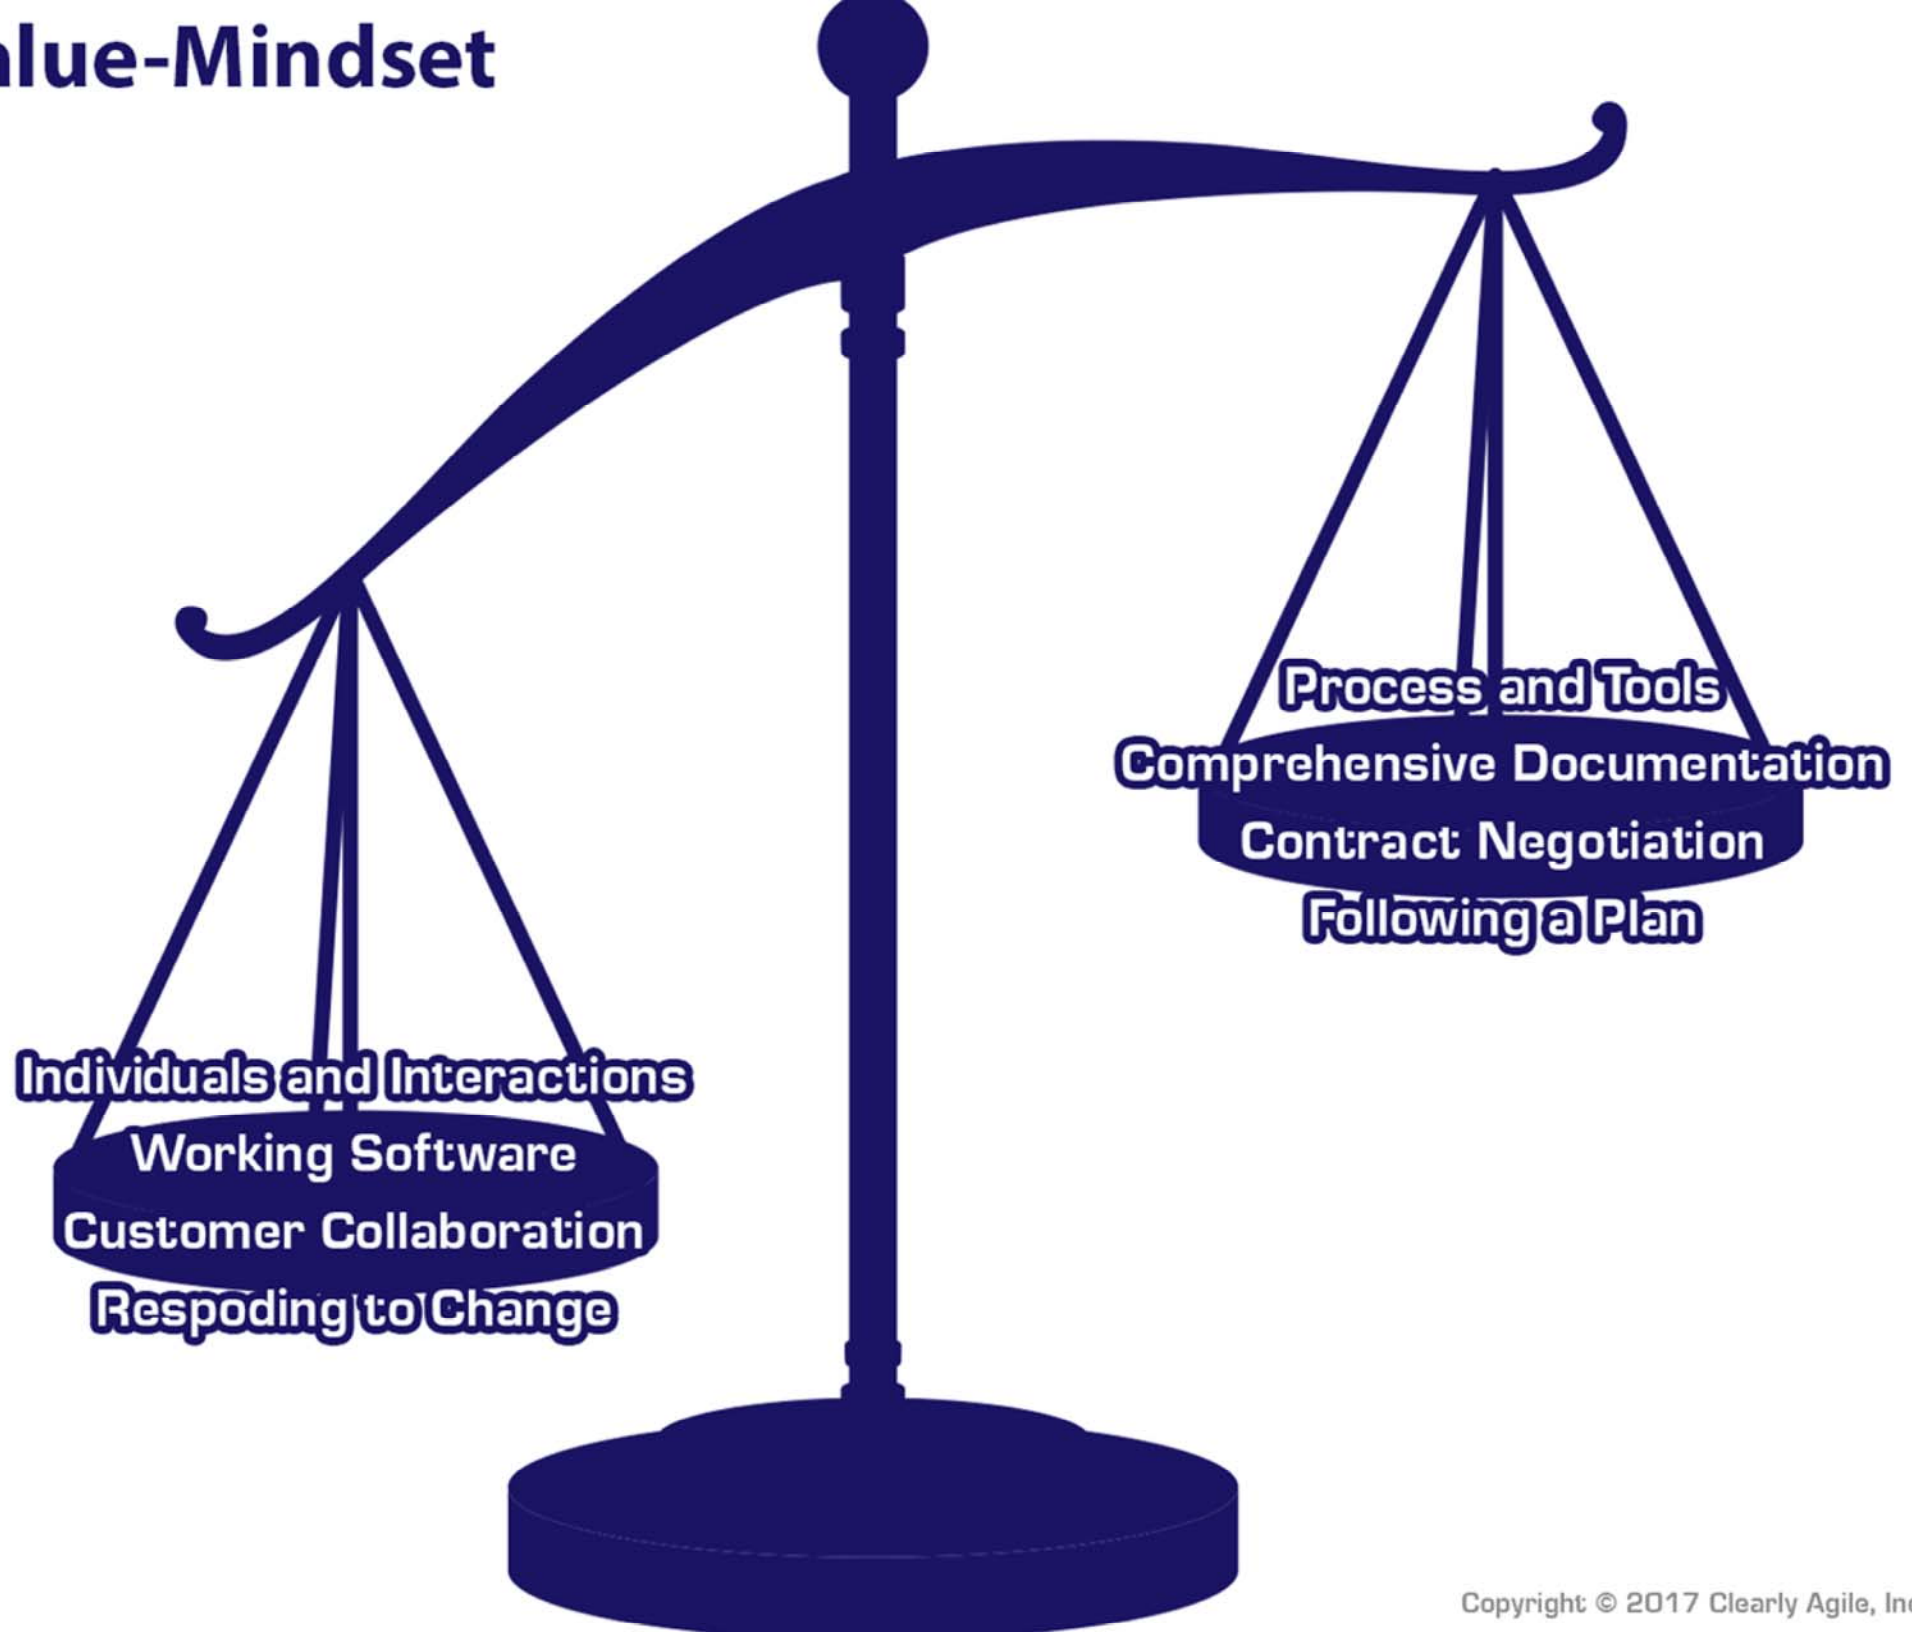 alue-Mindset
Process and Tools
Comprehensive Documentation
Contract Negotiation
Following a Plan
Individuals and Interactions
Working Software
Customer Collaboration
Respoding to Change
Copyright © 2017 Clearly Agile, Inc